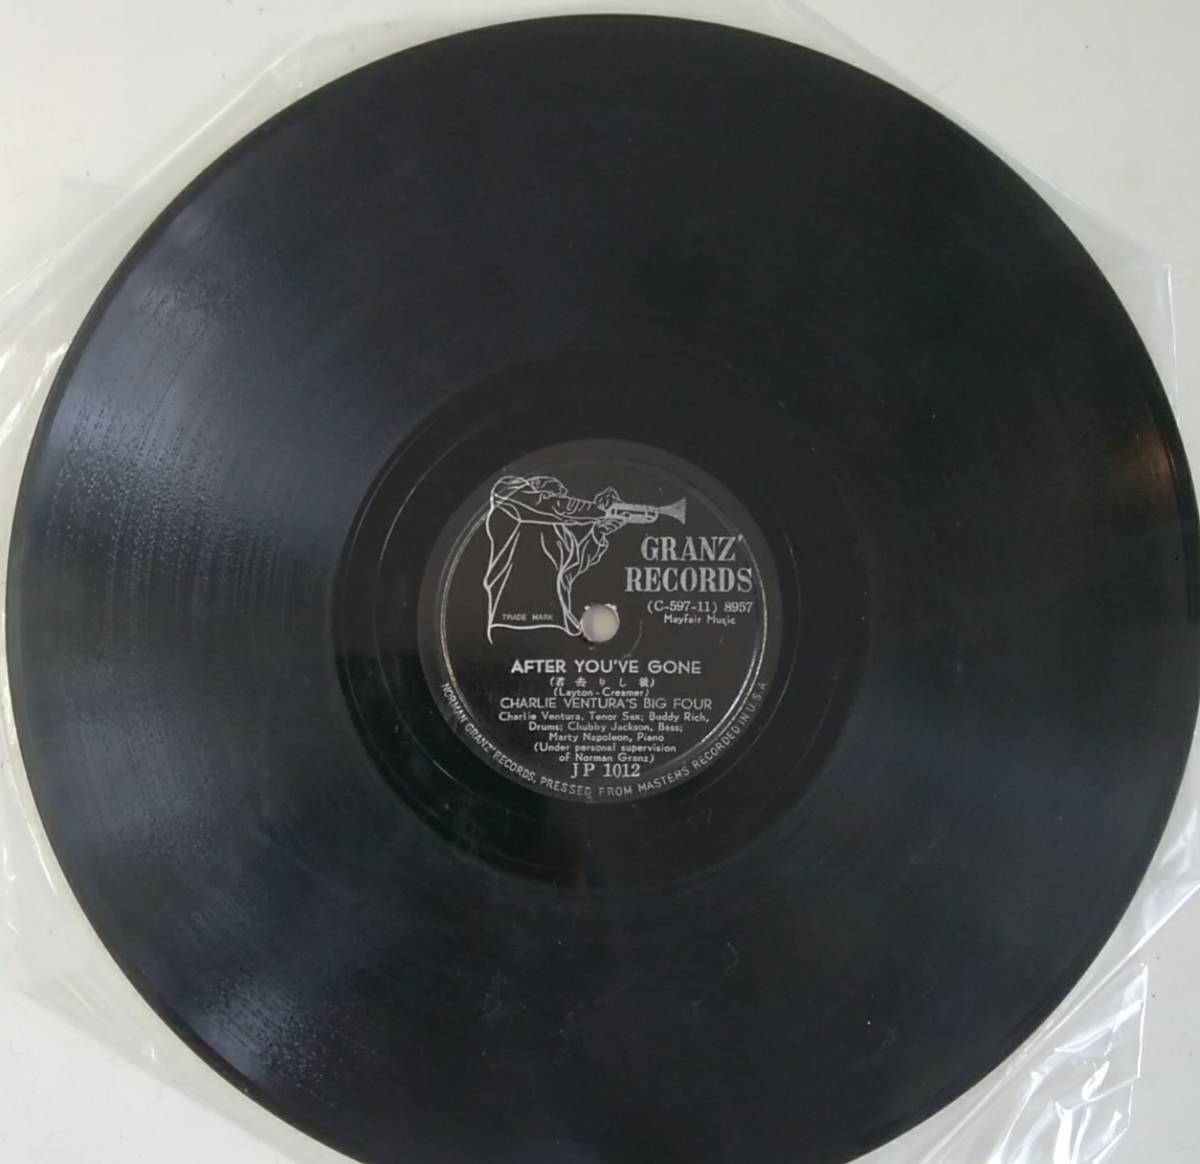 GRANZ'
RECORDS
(C-597-11) 8957
Mayfair Music
TRADE MARK
AFTER YOU'VE GONE
(君去りし後)
(Layton - Creamer)
CHARLIE VENTURA'S BIG FOUR
Charlie Ventura, Tenor Sax; Buddy Rich,
Drums; Chubby Jackson, Bass;
Marty Napoleon, Piano
(Under personal supervision
of Norman Granz)
JP 1012
NORMAN GRANZ' RECORDS, PRESSED FROM MASTERS RECORDED IN U.S.A